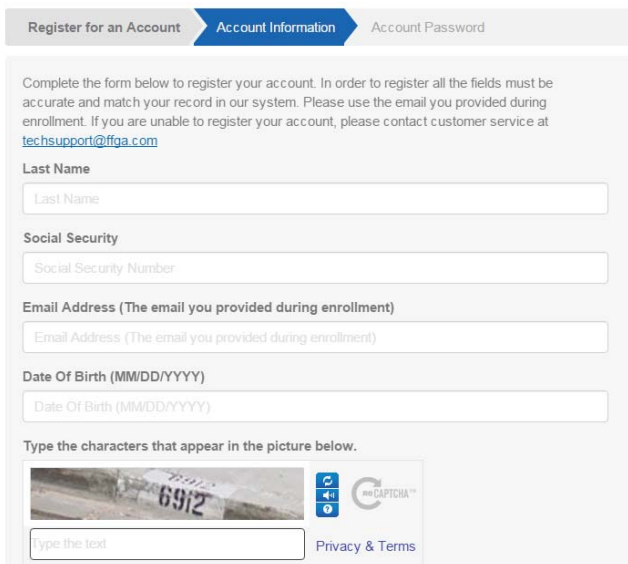 Register for an Account
Account Information
Account Password
Complete the form below to register your account. In order to register all the fields must be
accurate and match your record in our system. Please use the email you provided during
enrollment. If you are unable to register your account, please contact customer service at
techsupport@ffga.com
Last Name
Last Name
Social Security
Social Security Number
Email Address (The email you provided during enrollment)
Email Address (The email you provided during enrollment)
Date Of Birth (MM/DD/YYYY)
Date Of Birth (MM/DD/YYYY)
Type the characters that appear in the picture below.
reCAPTCHA™
Type the text
Privacy & Terms